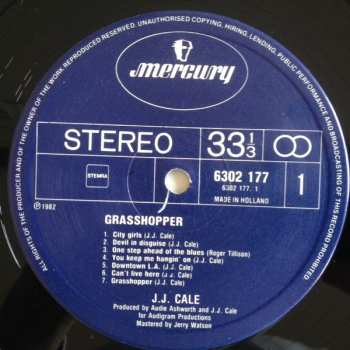 ALL RIGHTS OF THE PRODUCER AND OF THE OWNER OF THE WORK REPRODUCED RESERVED. UNAUTHORISED COPYING, HIRING, LENDING, PUBLIC PERFORMANCE AND BROADCASTING OF THIS RECORD PROHIBITED.
mercury
STEREO
33 1/3
STEMRA
6302 177
6302 177.1
MADE IN HOLLAND
1
℗ 1982
GRASSHOPPER
1. City girls (J.J. Cale)
2. Devil in disguise (J.J. Cale)
3. One step ahead of the blues (Roger Tillison)
4. You keep me hangin' on (J.J. Cale)
5. Downtown L.A. (J.J. Cale)
6. Can't live here (J.J. Cale)
7. Grasshopper (J.J. Cale)
J.J. CALE
Produced by Audie Ashworth and J.J. Cale
for Audigram Productions
Mastered by Jerry Watson